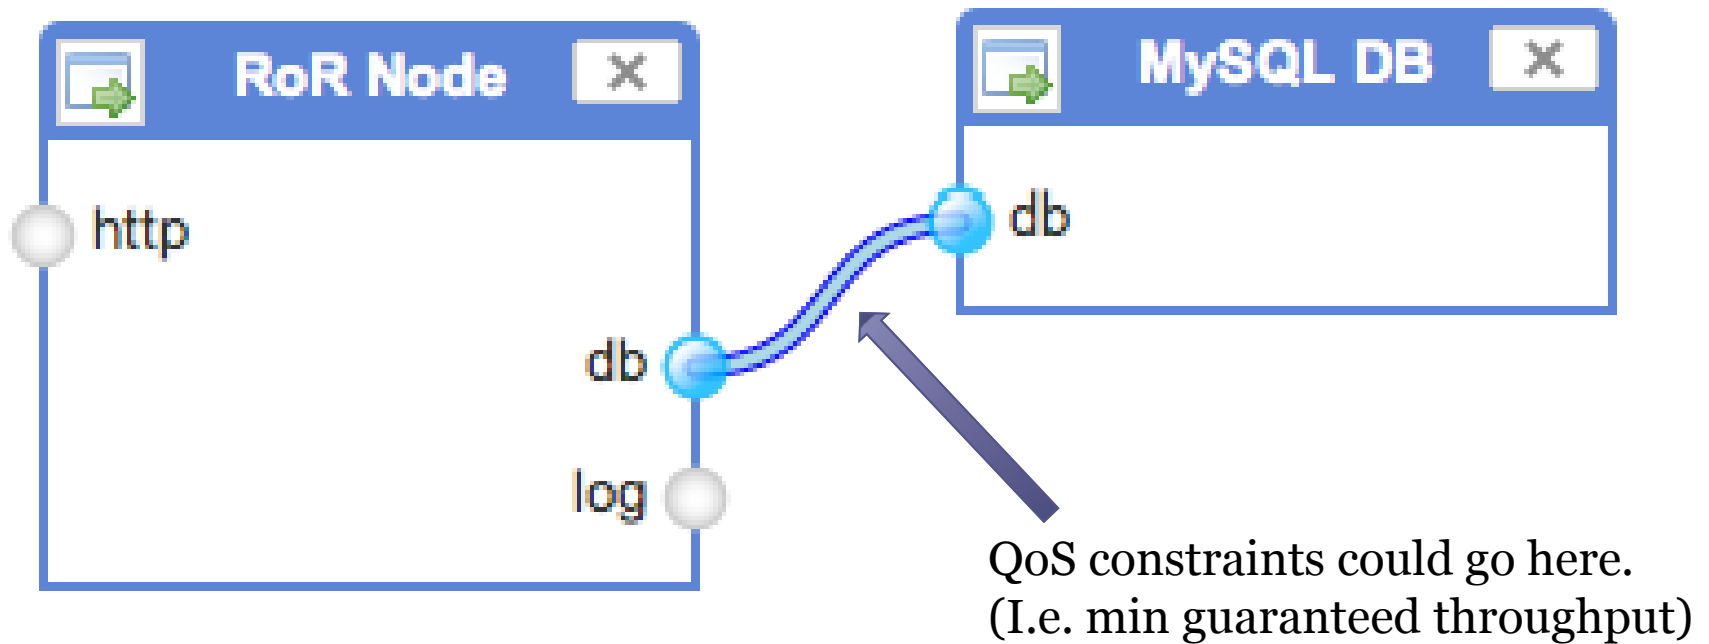 RoR Node
MySQL DB
http
db
db
log
QoS constraints could go here.
(I.e. min guaranteed throughput)